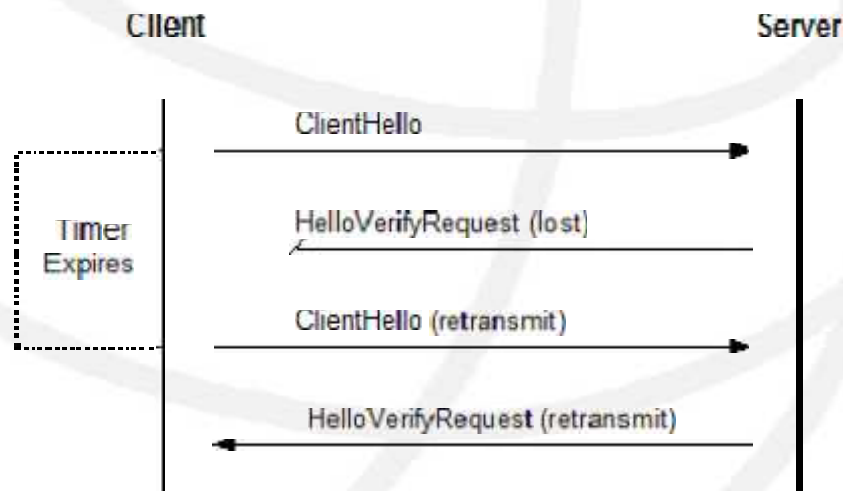 Client
Server
ClientHello
HelloVerifyRequest (lost)
Timer
Expires
ClientHello (retransmit)
HelloVerifyRequest (retransmit)